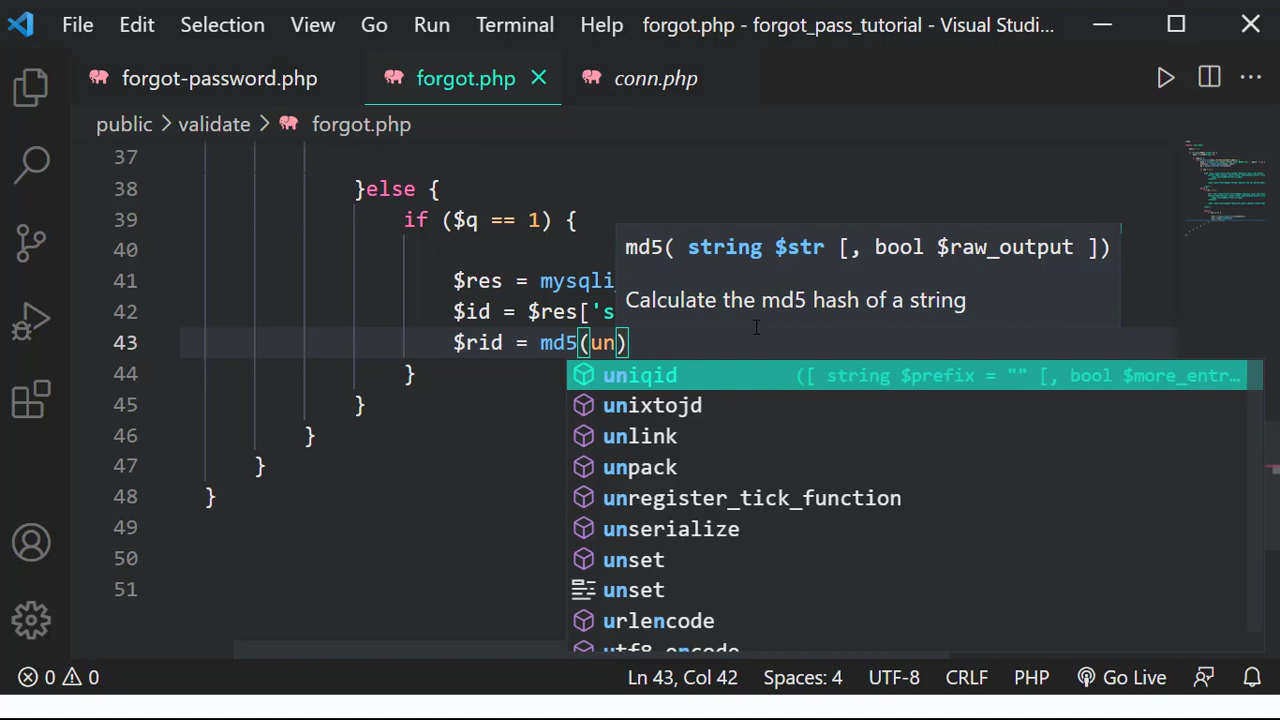 File Edit Selection View Go Run Terminal Help forgot.php - forgot_pass_tutorial - Visual Studi...
forgot-password.php forgot.php conn.php
public > validate > forgot.php
37
38 }else {
39 if ($q == 1) {
40
md5( string $str [, bool $raw_output ])
41 $res = mysqli
Calculate the md5 hash of a string
42 $id = $res['s
43 $rid = md5(un)
44 }
uniqid ([ string $prefix = "" [, bool $more_entr...
45 }
unixtojd
46 }
unlink
47 }
unpack
48 }
unregister_tick_function
49
unserialize
50
unset
51
unset
urlencode
utf8_encode
0 0 Ln 43, Col 42 Spaces: 4 UTF-8 CRLF PHP Go Live